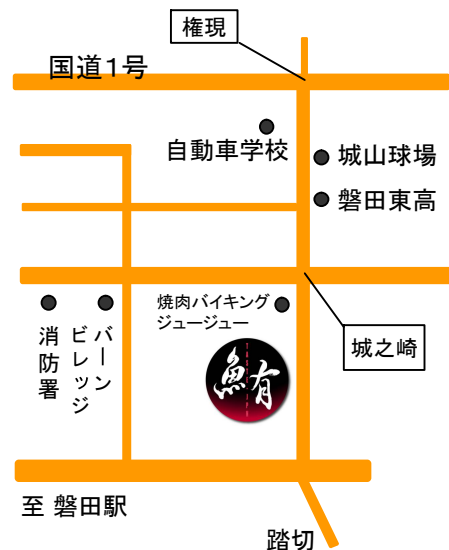 権現
国道1号
自動車学校
城山球場
磐田東高
焼肉バイキング
ジュージュー
城之崎
消防署
バーン
ビレッジ
鮪
至 磐田駅
踏切